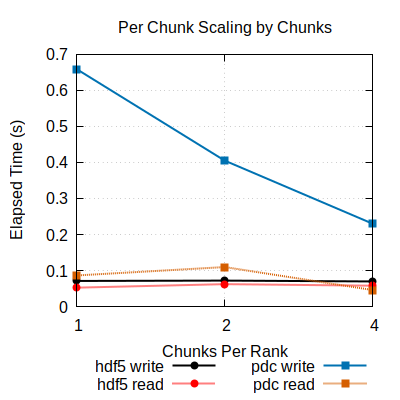 Per Chunk Scaling by Chunks
0.7
0.6
0.5
0.4
0.3
0.2
0.1
0
Elapsed Time (s)
1 2 4
Chunks Per Rank
hdf5 write pdc write
hdf5 read pdc read